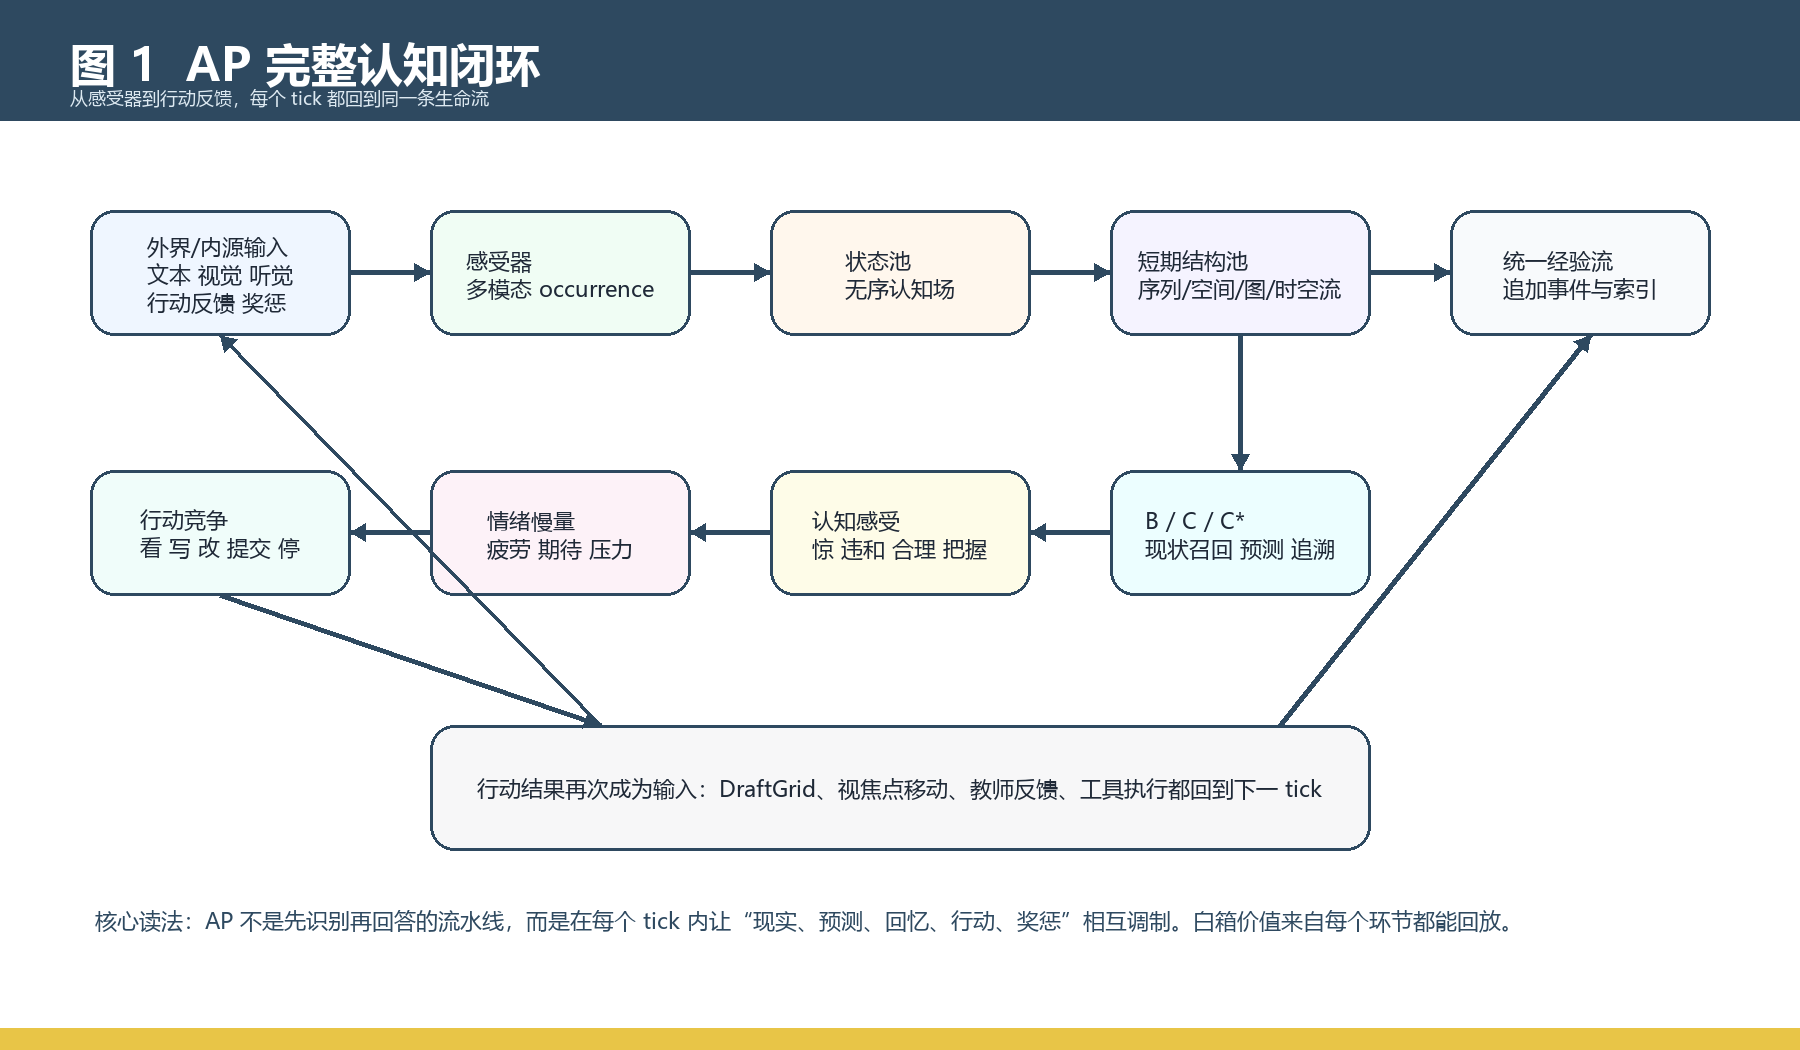 图 1 AP 完整认知闭环
从感受器到行动反馈，每个 tick 都回到同一条生命流
外界/内源输入
文本 视觉 听觉
行动反馈 奖惩
感受器
多模态 occurrence
状态池
无序认知场
短期结构池
序列/空间/图/时空流
统一经验流
追加事件与索引
行动竞争
看 写 改 提交 停
情绪慢量
疲劳 期待 压力
认知感受
惊 违和 合理 把握
B / C / C*
现状召回 预测 追溯
行动结果再次成为输入：DraftGrid、视焦点移动、教师反馈、工具执行都回到下一 tick
核心读法：AP 不是先识别再回答的流水线，而是在每个 tick 内让“现实、预测、回忆、行动、奖惩”相互调制。白箱价值来自每个环节都能回放。